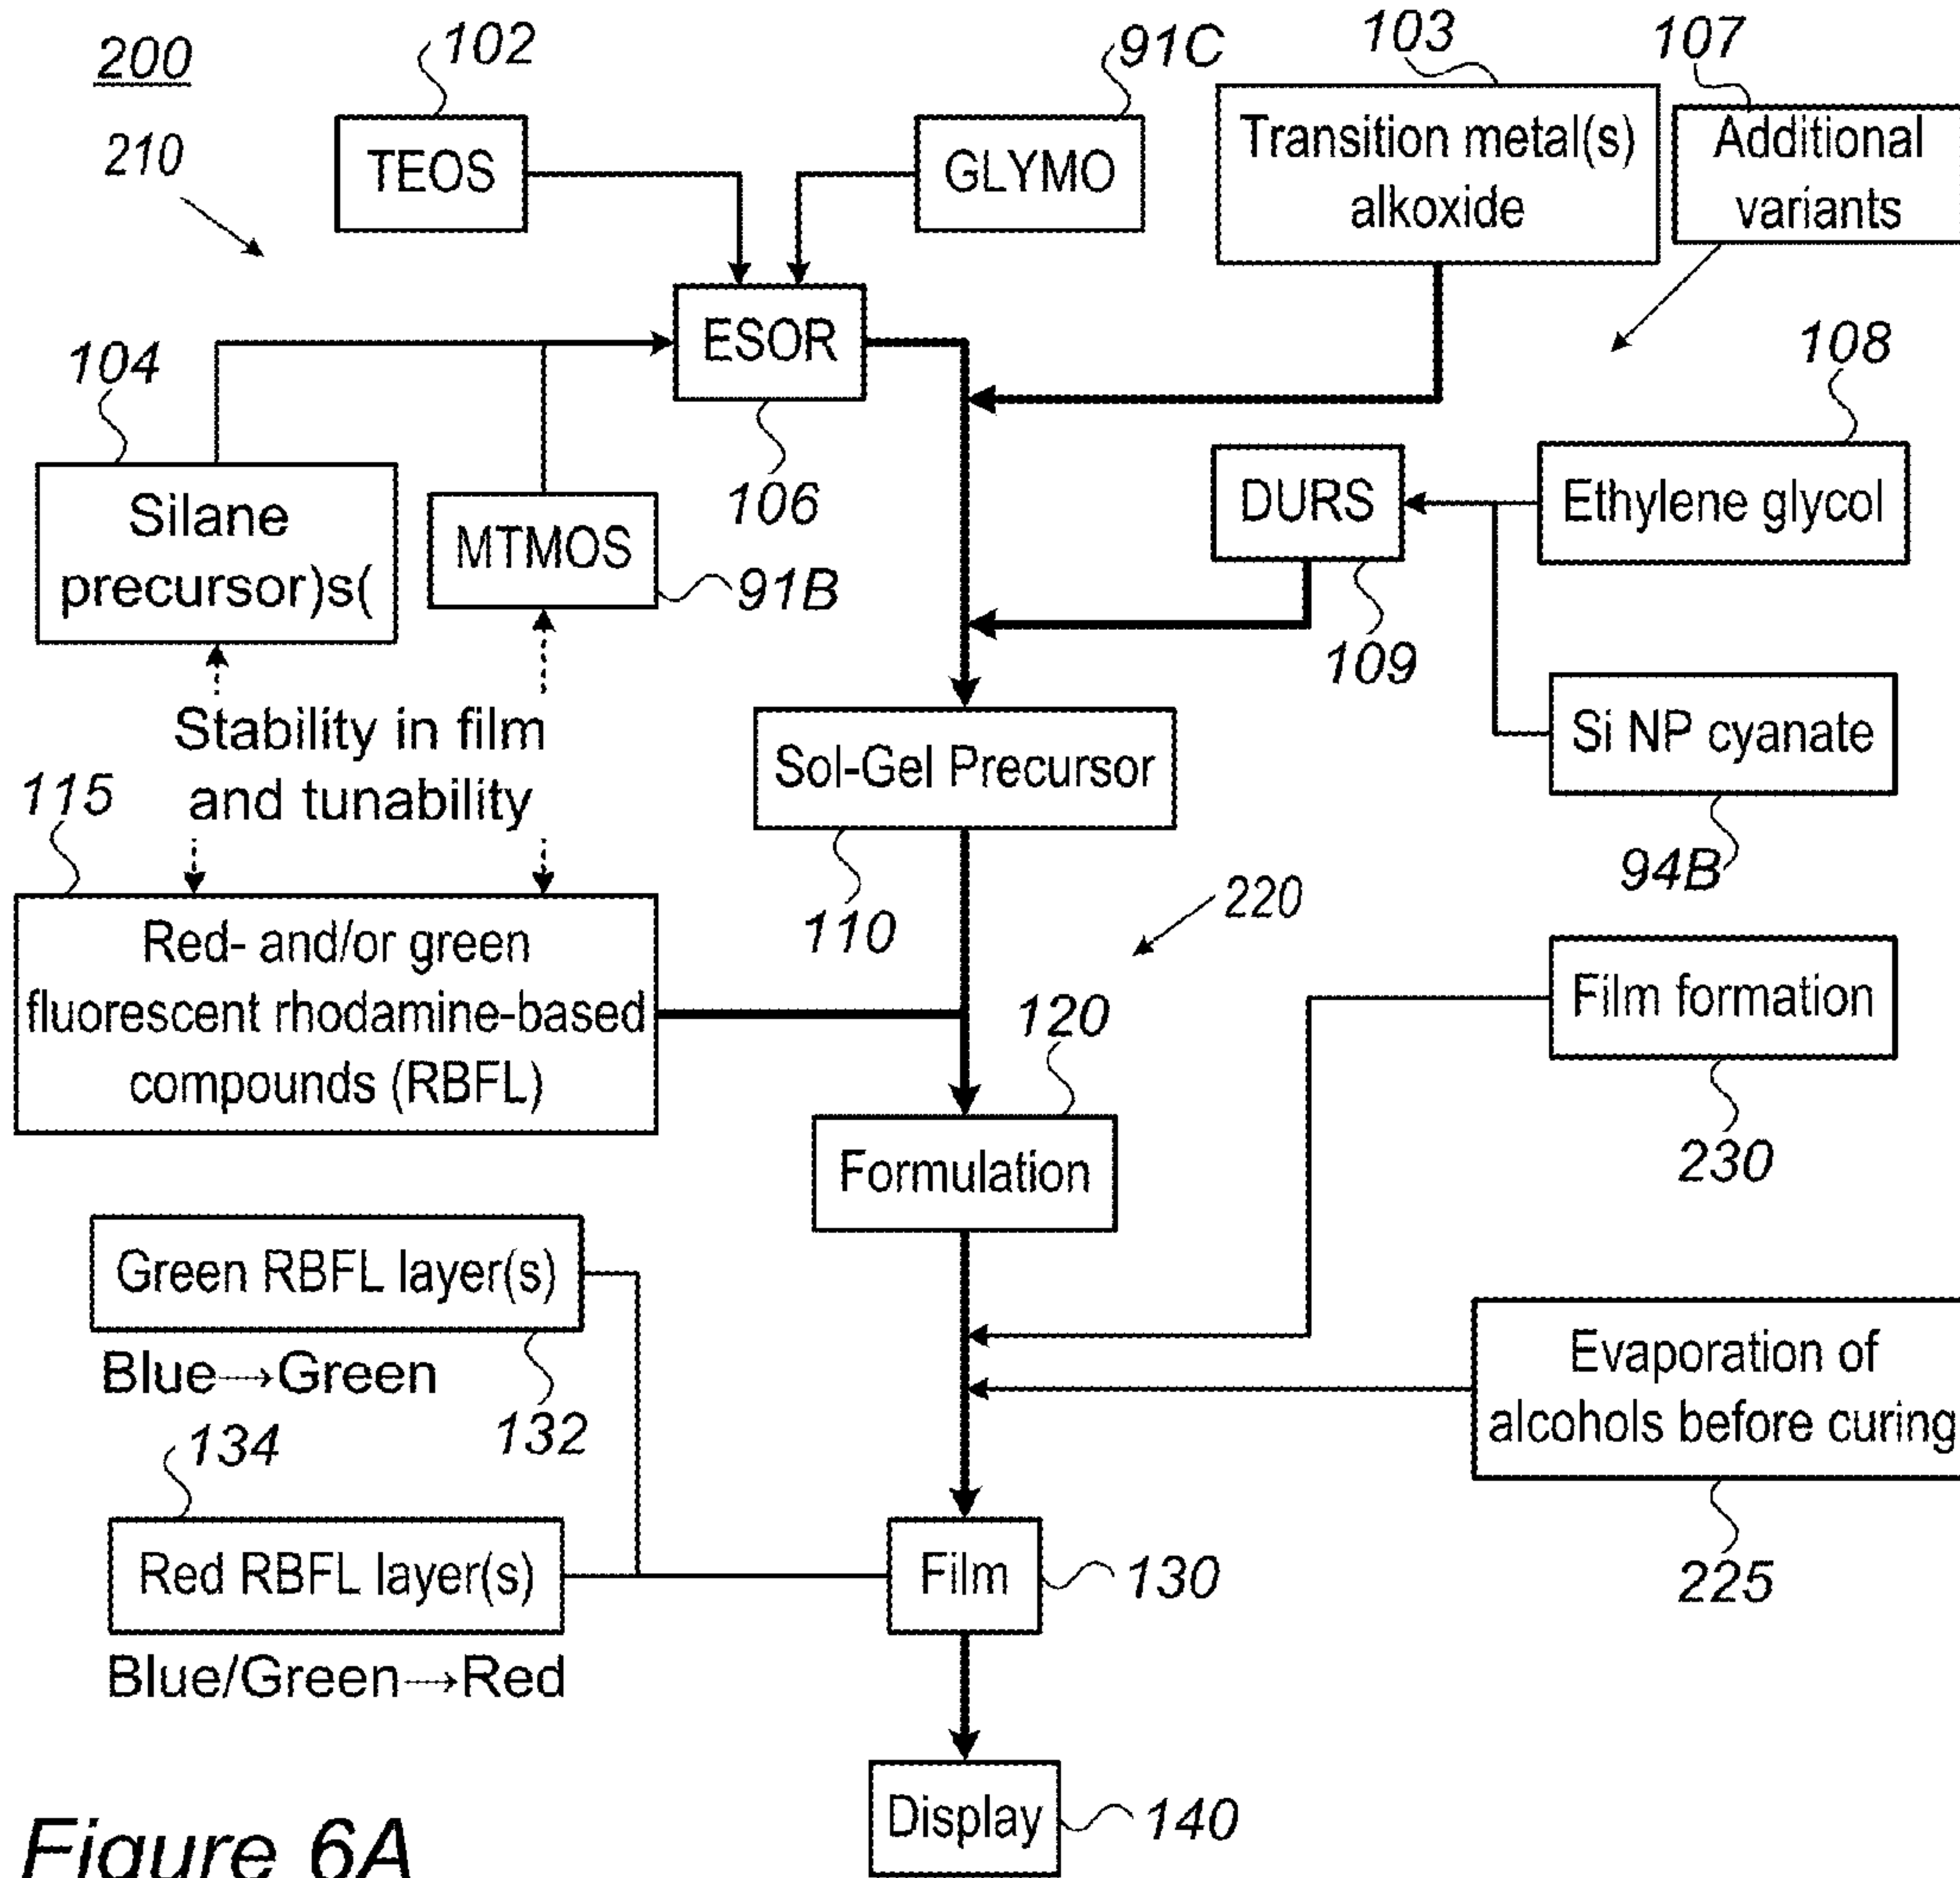 200
102
91C
103
107
210
TEOS
GLYMO
Transition metal(s)
alkoxide
Additional
variants
ESOR
104
106
108
Silane
precursor)s(
MTMOS
91B
DURS
109
Ethylene glycol
Si NP cyanate
94B
Stability in film
and tunability
115
Sol-Gel Precursor
110
220
Red- and/or green
fluorescent rhodamine-based
compounds (RBFL)
120
Film formation
230
Formulation
Green RBFL layer(s)
Blue→Green
132
134
Evaporation of
alcohols before curing
225
Red RBFL layer(s)
Blue/Green→Red
Film
130
Display
140
Figure 6A